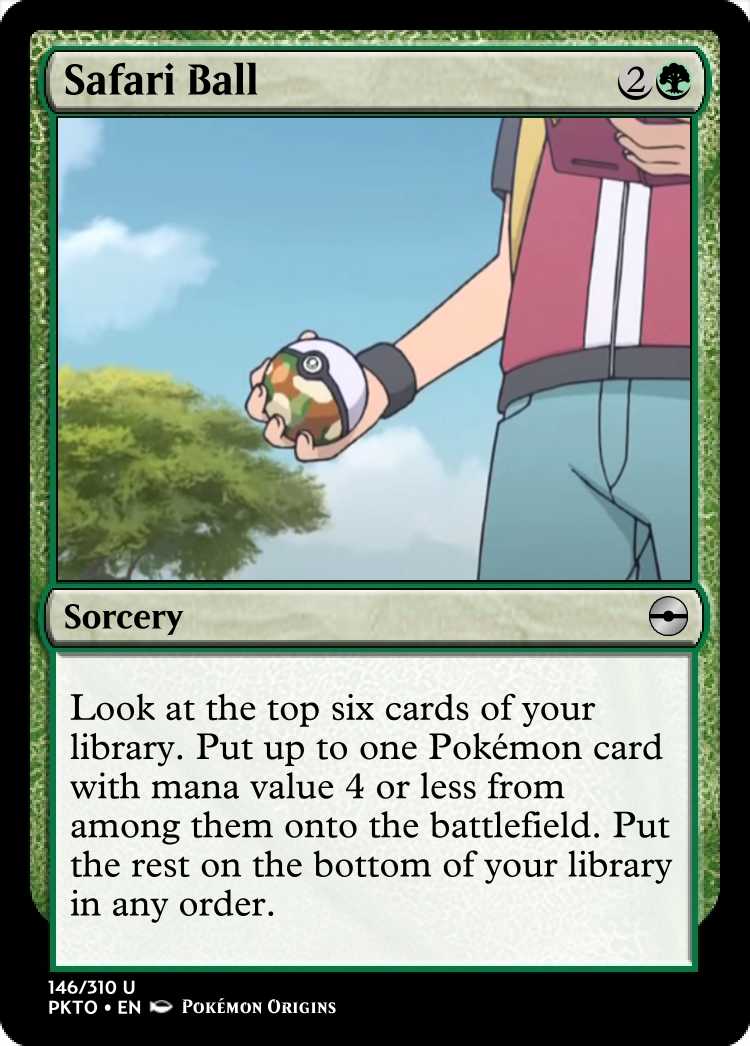 Safari Ball 2
Sorcery
Look at the top six cards of your
library. Put up to one Pokémon card
with mana value 4 or less from
among them onto the battlefield. Put
the rest on the bottom of your library
in any order.
146/310 U
PKTO • EN Pokémon Origins